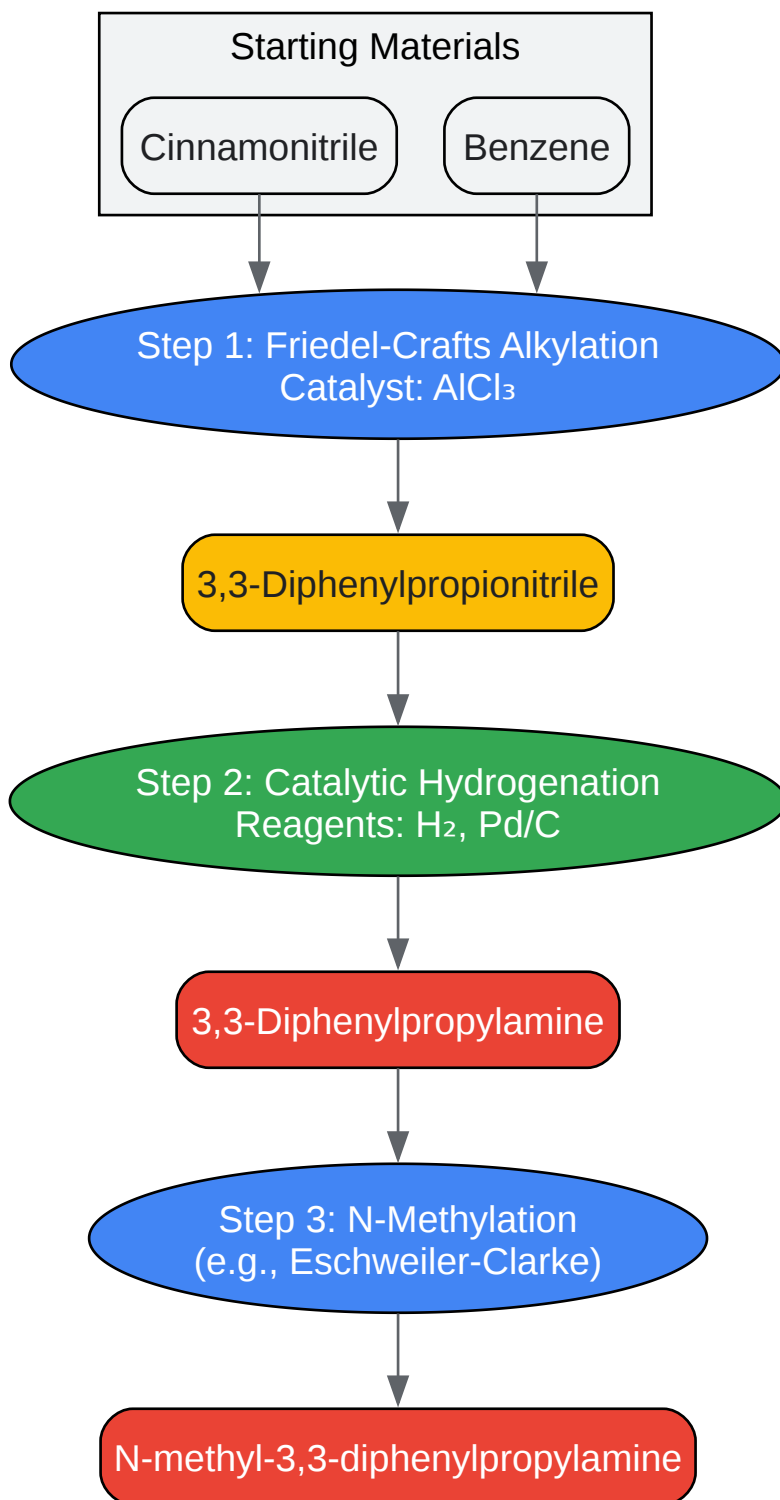 Starting Materials
Cinnamonitrile
Benzene
Step 1: Friedel-Crafts Alkylation
Catalyst: AlCl₃
3,3-Diphenylpropionitrile
Step 2: Catalytic Hydrogenation
Reagents: H₂, Pd/C
3,3-Diphenylpropylamine
Step 3: N-Methylation
(e.g., Eschweiler-Clarke)
N-methyl-3,3-diphenylpropylamine